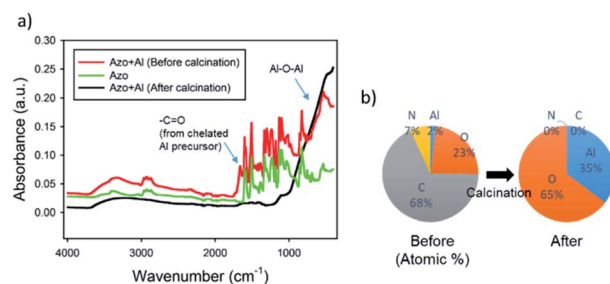 a)
0.30
0.25
0.20
0.15
0.10
0.05
0.00
Absorbance (a.u.)
Azo+Al (Before calcination)
Azo
Azo+Al (After calcination)
Al-O-Al
-C=O
(from chelated
Al precursor)
4000
3000
2000
1000
Wavenumber (cm-1)
b)
N
7%
Al
2%
O
23%
C
68%
Before
(Atomic %)
Calcination
N
0%
C
0%
Al
35%
O
65%
After